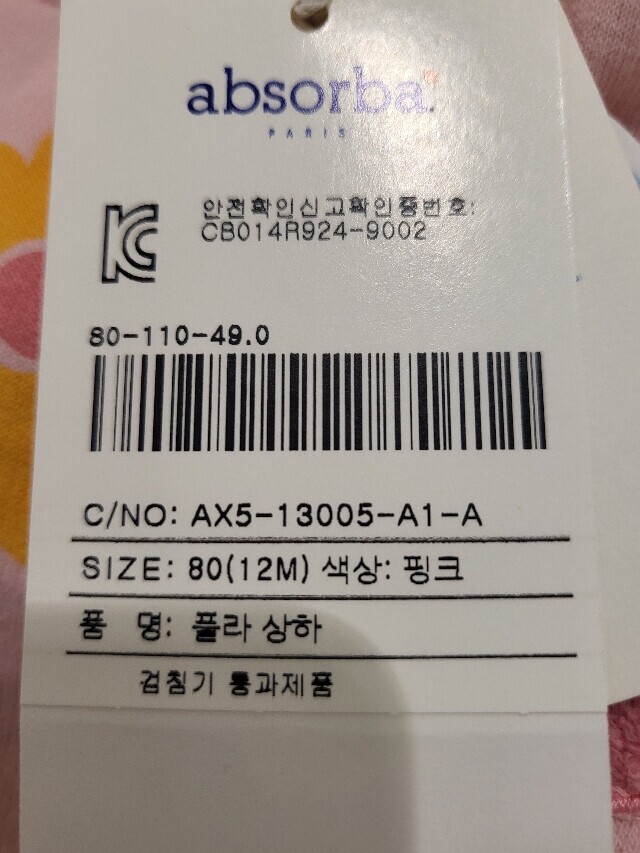 absorba
PARIS
안전확인신고확인증번호:
CB014R924-9002
80-110-49.0
C/NO: AX5-13005-A1-A
SIZE: 80(12M) 색상: 핑크
품 명: 플라 상하
검침기 통과제품